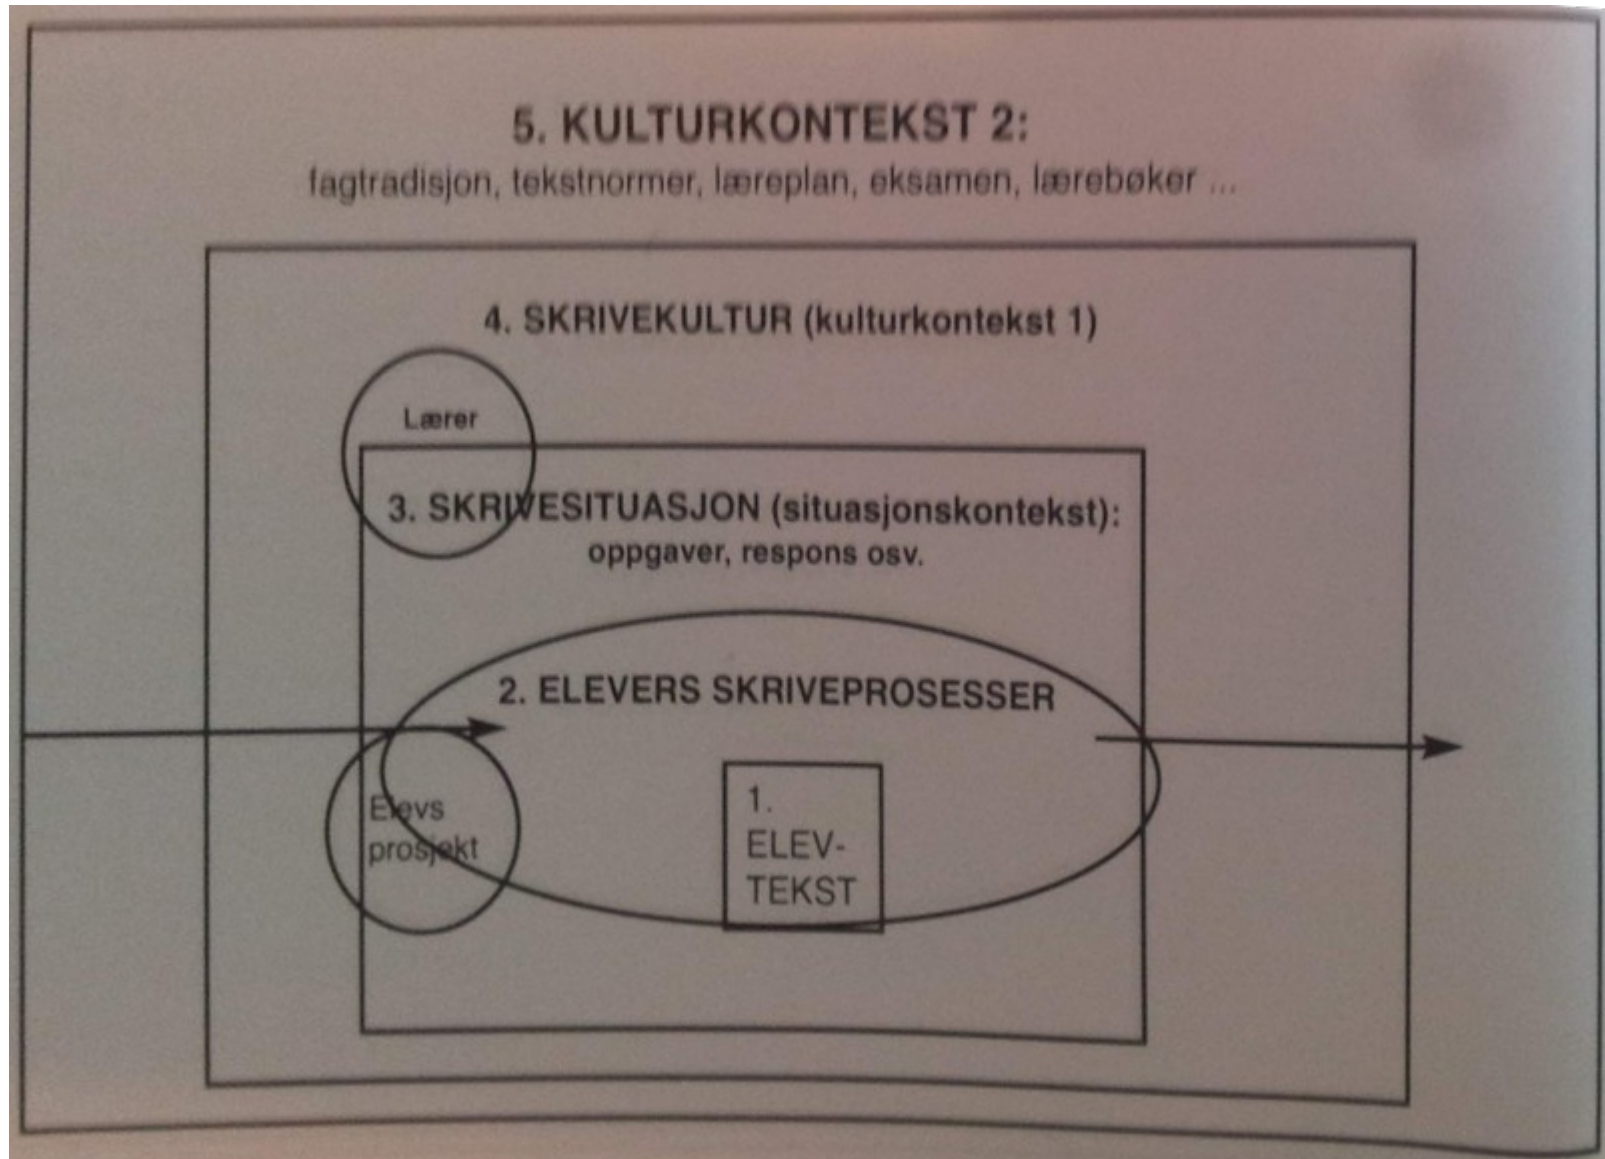 5. KULTURKONTEKST 2:
fagtradisjon, tekstnormer, læreplan, eksamen, lærebøker ...
4. SKRIVEKULTUR (kulturkontekst 1)
Lærer
3. SKRIVESITUASJON (situasjonskontekst):
oppgaver, respons osv.
2. ELEVERS SKRIVEPROSESSER
Elevs
prosjekt
1.
ELEV-
TEKST